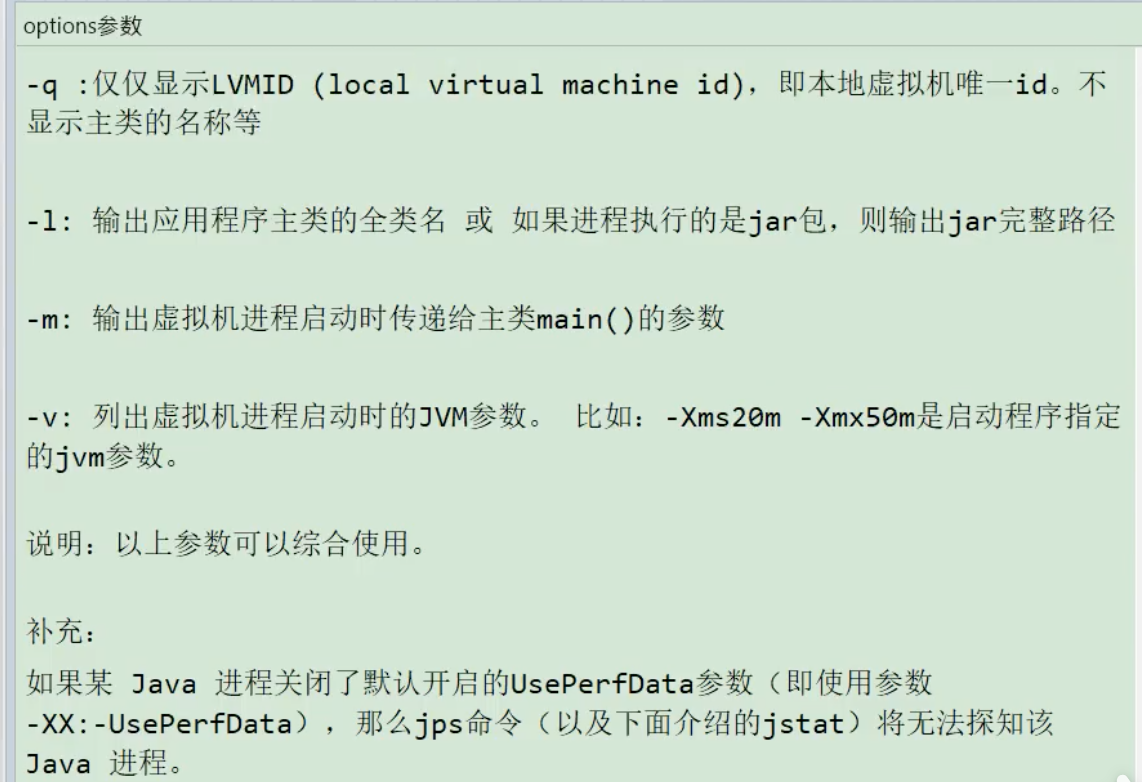 options参数
-q :仅仅显示LVMID (local virtual machine id)，即本地虚拟机唯一id。不
显示主类的名称等
-l: 输出应用程序主类的全类名 或 如果进程执行的是jar包，则输出jar完整路径
-m: 输出虚拟机进程启动时传递给主类main()的参数
-v: 列出虚拟机进程启动时的JVM参数。 比如：-Xms20m -Xmx50m是启动程序指定
的jvm参数。
说明：以上参数可以综合使用。
补充：
如果某 Java 进程关闭了默认开启的UsePerfData参数（即使用参数
-XX:-UsePerfData），那么jps命令（以及下面介绍的jstat）将无法探知该
Java 进程。